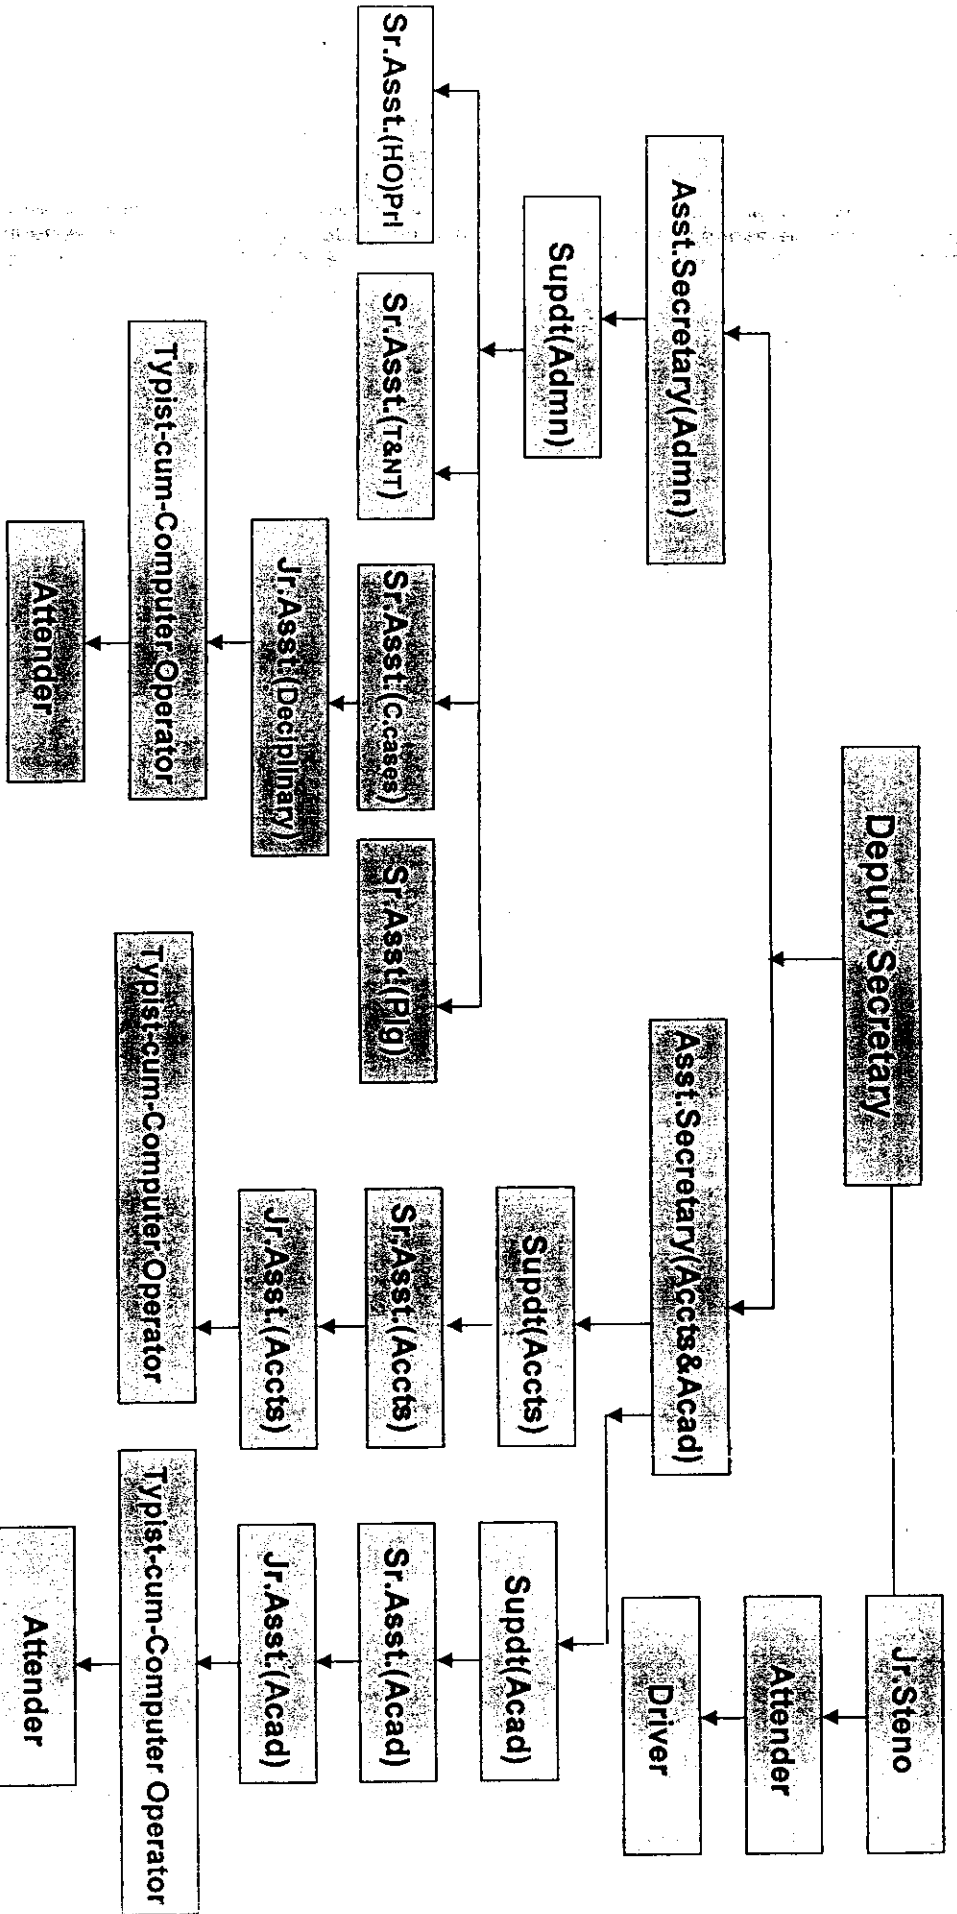 Deputy Secretary
Jr.Steno
Attender
Driver
Asst.Secretary(Admn)
Asst.Secretary(Accts&Acad)
Supdt(Admn)
Supdt(Accts)
Supdt(Acad)
Sr.Asst.(HO)Prl
Sr.Asst.(T&NT)
Sr.Asst.(C.cases)
Sr.Asst.(Plg)
Sr.Asst.(Accts)
Sr.Asst.(Acad)
Jr.Asst.(Deciplinary)
Jr.Asst.(Accts)
Jr.Asst.(Acad)
Typist-cum-Computer Operator
Typist-cum-Computer Operator
Typist-cum-Computer Operator
Attender
Attender